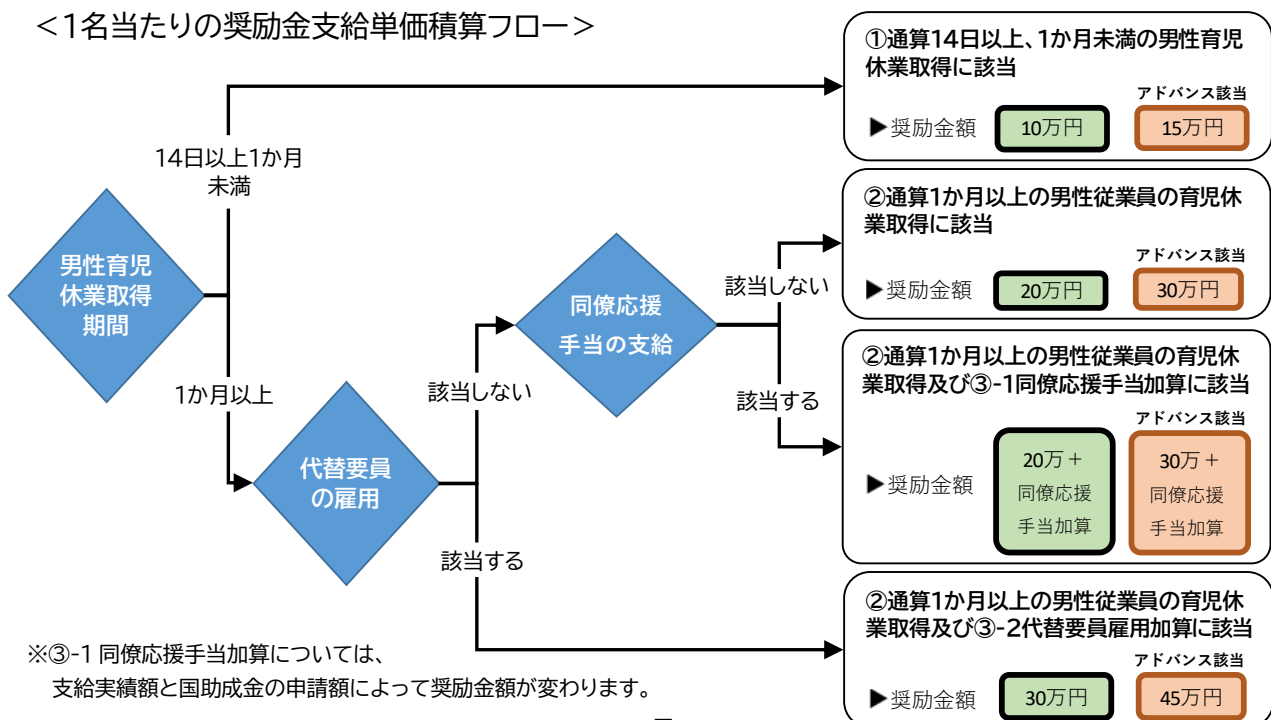 ＜1名当たりの奨励金支給単価積算フロー＞
14日以上1か月
未満
男性育児
休業取得
期間
1か月以上
代替要員
の雇用
該当しない
該当する
同僚応援
手当の支給
該当しない
該当する
①通算14日以上、1か月未満の男性育児
休業取得に該当
アドバンス該当
▶奨励金額 10万円 15万円
②通算1か月以上の男性従業員の育児休
業取得に該当
アドバンス該当
▶奨励金額 20万円 30万円
②通算1か月以上の男性従業員の育児休
業取得及び③-1同僚応援手当加算に該当
アドバンス該当
▶奨励金額
20万＋
同僚応援
手当加算
30万＋
同僚応援
手当加算
②通算1か月以上の男性従業員の育児休
業取得及び③-2代替要員雇用加算に該当
アドバンス該当
▶奨励金額 30万円 45万円
※③-1 同僚応援手当加算については、
支給実績額と国助成金の申請額によって奨励金額が変わります。